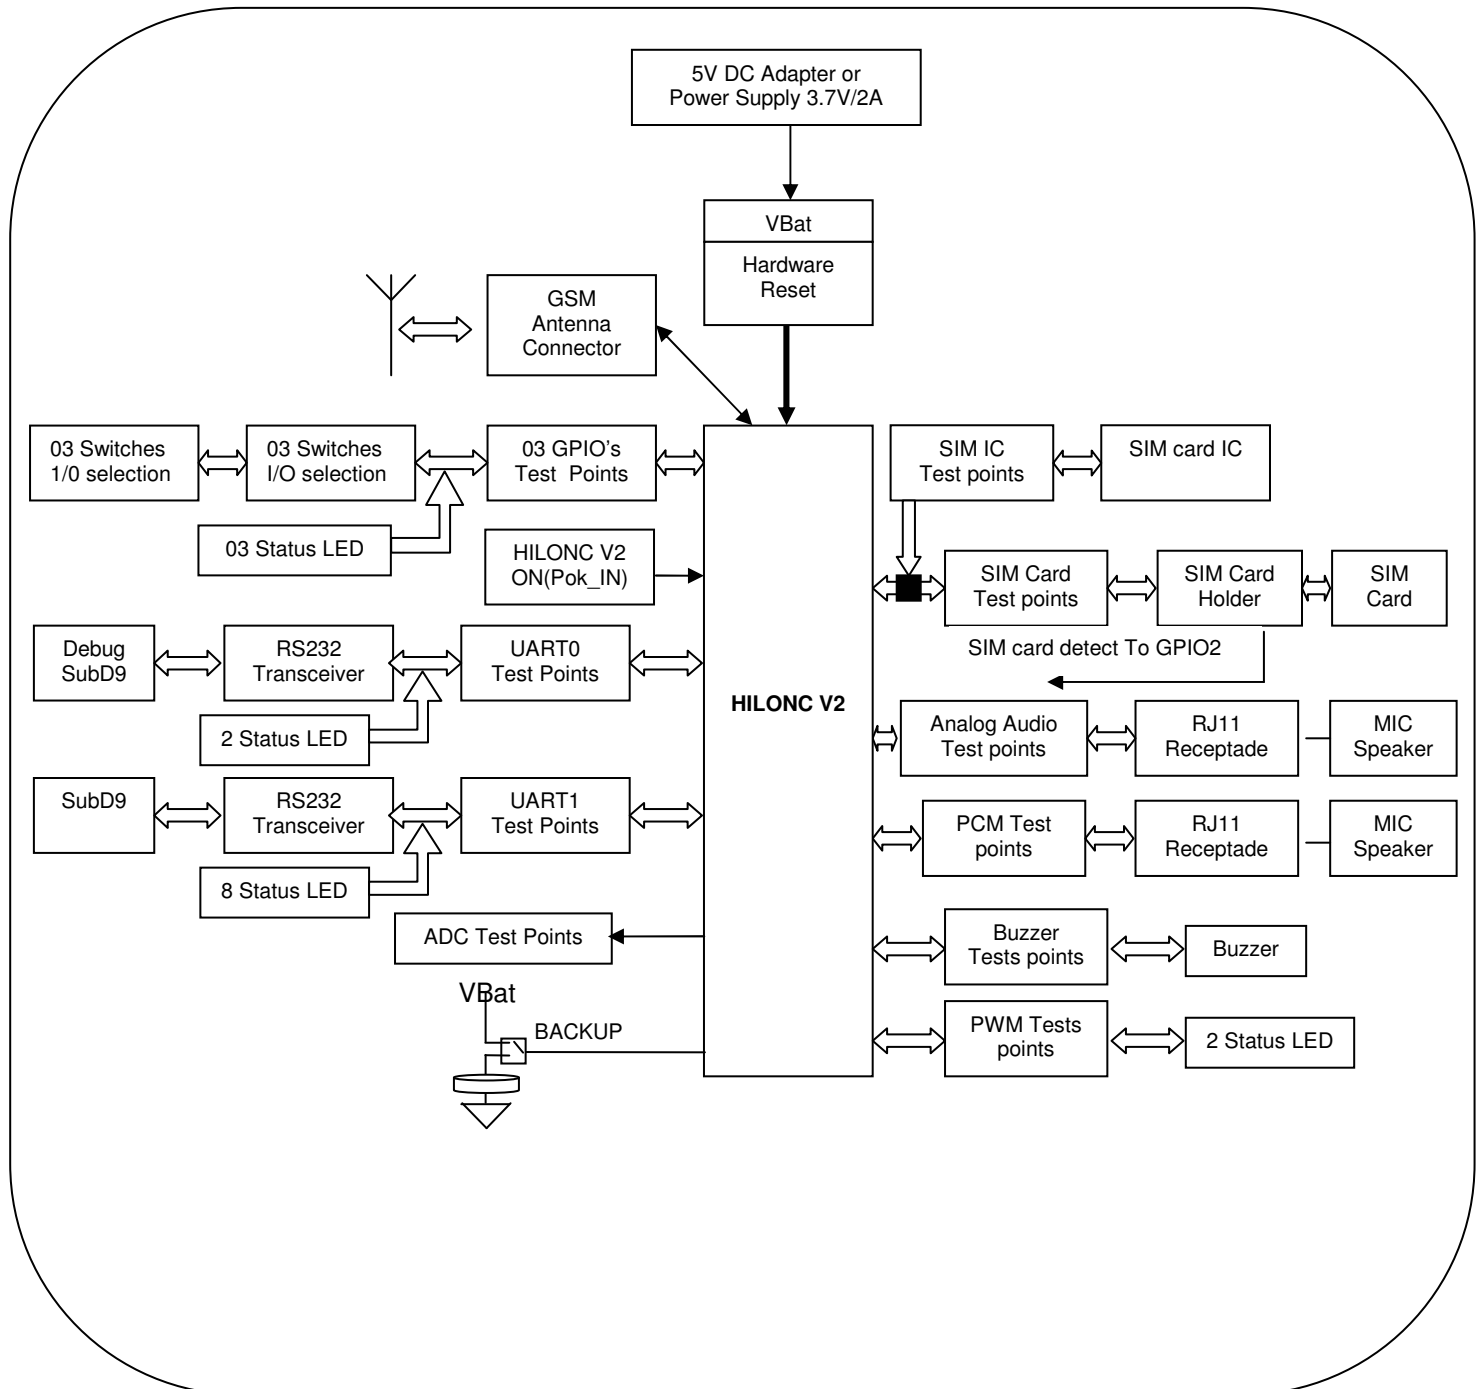 5V DC Adapter or
Power Supply 3.7V/2A
VBat
Hardware
Reset
GSM
Antenna
Connector
03 Switches
1/0 selection
03 Switches
I/O selection
03 GPIO's
Test Points
03 Status LED
HILONC V2
ON(Pok_IN)
Debug
SubD9
RS232
Transceiver
UART0
Test Points
2 Status LED
SubD9
RS232
Transceiver
UART1
Test Points
8 Status LED
ADC Test Points
VBat
BACKUP
HILONC V2
SIM IC
Test points
SIM card IC
SIM Card
Test points
SIM Card
Holder
SIM
Card
SIM card detect To GPIO2
Analog Audio
Test points
RJ11
Receptade
MIC
Speaker
PCM Test
points
RJ11
Receptade
MIC
Speaker
Buzzer
Tests points
Buzzer
PWM Tests
points
2 Status LED